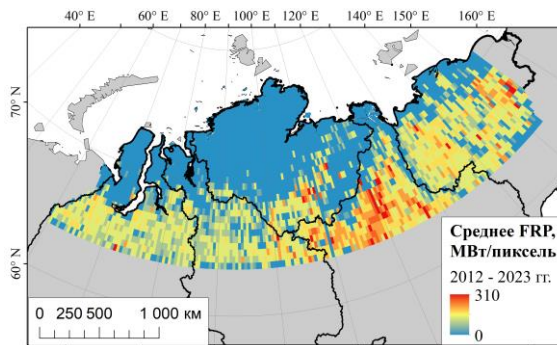 40° E 60° E 80° E 100° E 120° E 140° E 150° E 160° E
70° N
60° N
Среднее FRP,
МВт/пиксель
2012 - 2023 гг.
310
0
0 250 500 1 000 км